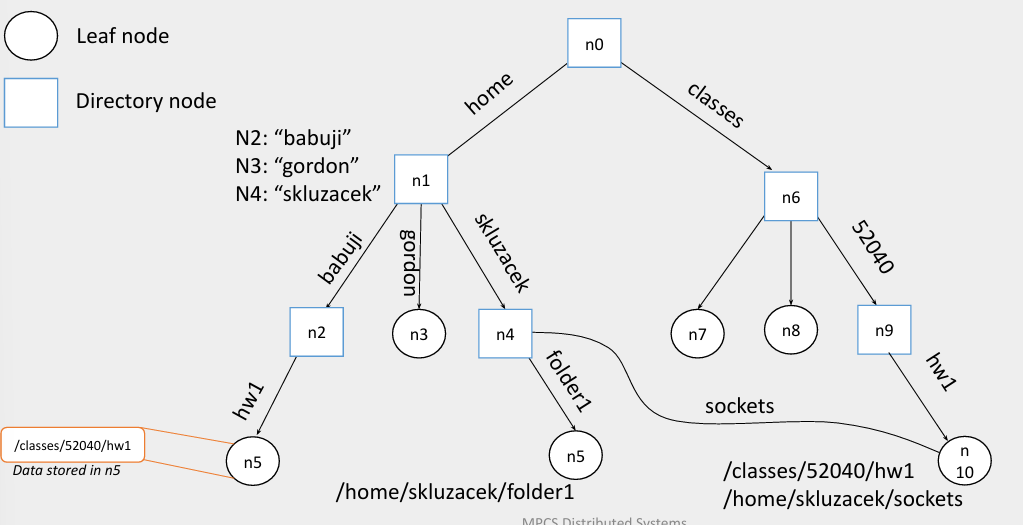 Leaf node
Directory node
n0
home
classes
N2: “babuji”
N3: “gordon”
N4: “skluzacek”
n1
n6
babuji
gordon
skluzacek
52040
n2
n3
n4
n7
n8
n9
hw1
folder1
sockets
hw1
/classes/52040/hw1
Data stored in n5
n5
n5
n
10
/home/skluzacek/folder1
/classes/52040/hw1
/home/skluzacek/sockets
MPCS Distributed Systems